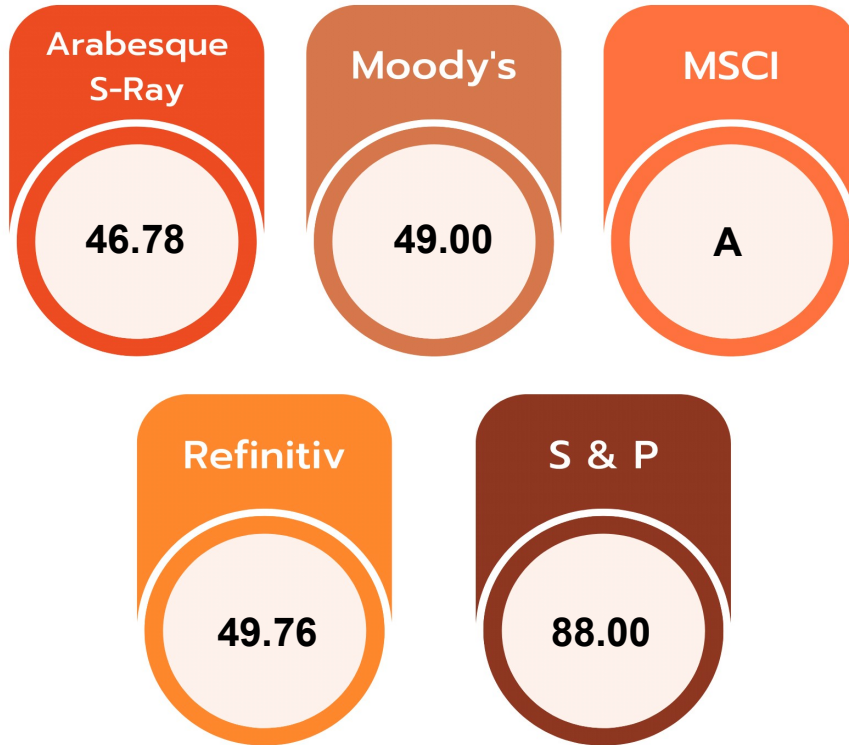 Arabesque
S-Ray
46.78
Moody's
49.00
MSCI
A
Refinitiv
49.76
S & P
88.00